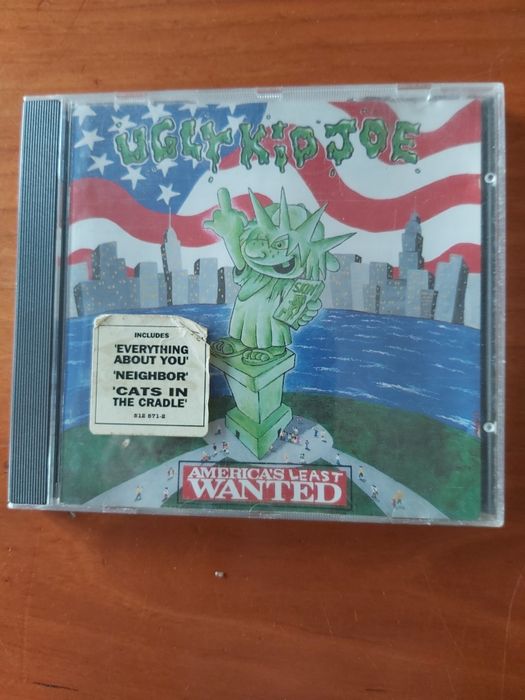 UGLY KID JOE
INCLUDES
'EVERYTHING
ABOUT YOU'
'NEIGHBOR'
'CATS IN
THE CRADLE'
512 571-2
AMERICA'S LEAST
WANTED